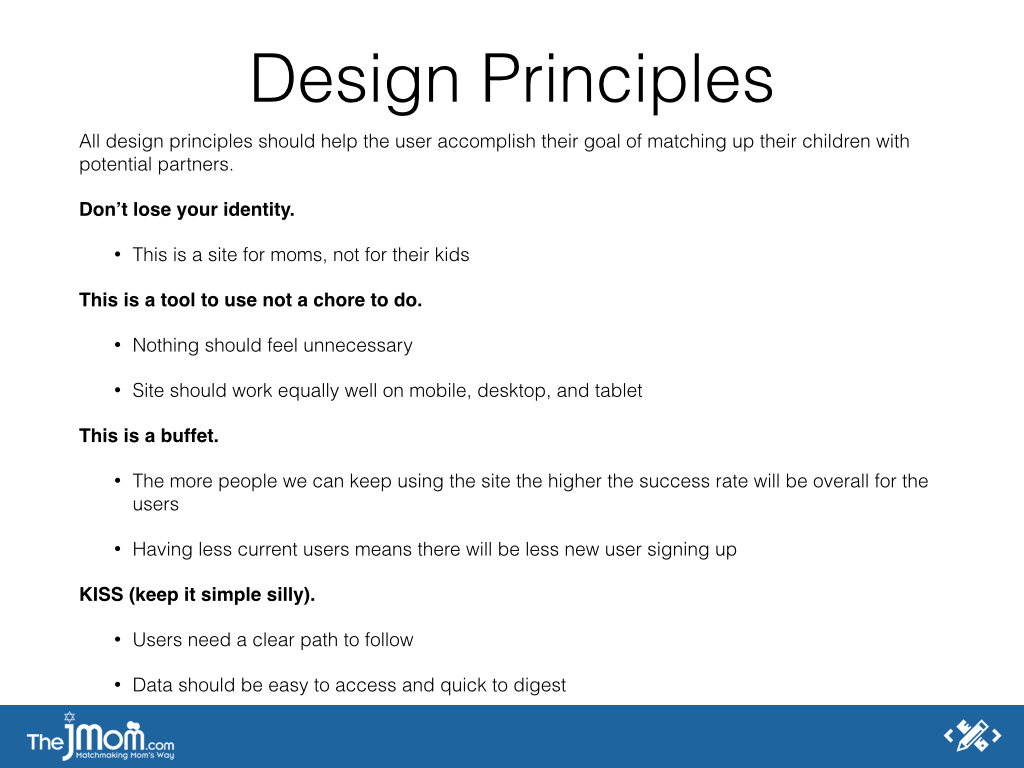 Design Principles
All design principles should help the user accomplish their goal of matching up their children with
potential partners.
Don’t lose your identity.
• This is a site for moms, not for their kids
This is a tool to use not a chore to do.
• Nothing should feel unnecessary
• Site should work equally well on mobile, desktop, and tablet
This is a buffet.
• The more people we can keep using the site the higher the success rate will be overall for the
users
• Having less current users means there will be less new user signing up
KISS (keep it simple silly).
• Users need a clear path to follow
• Data should be easy to access and quick to digest
The JMom.com
Matchmaking Mom's Way